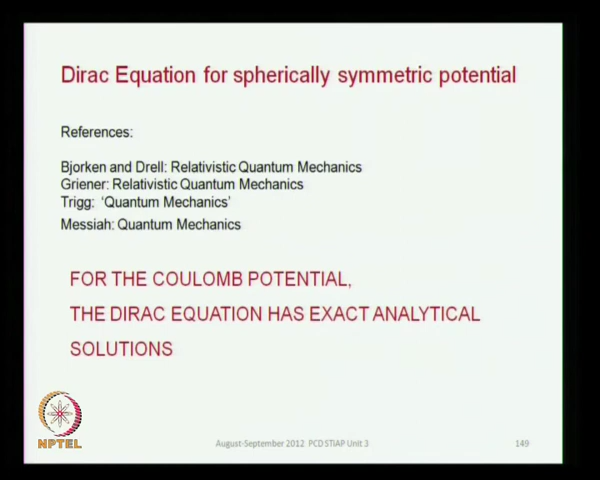 Dirac Equation for spherically symmetric potential
References:
Bjorken and Drell: Relativistic Quantum Mechanics
Griener: Relativistic Quantum Mechanics
Trigg: ‘Quantum Mechanics’
Messiah: Quantum Mechanics
FOR THE COULOMB POTENTIAL,
THE DIRAC EQUATION HAS EXACT ANALYTICAL
SOLUTIONS
NPTEL
August-September 2012 PCD STIAP Unit 3
149